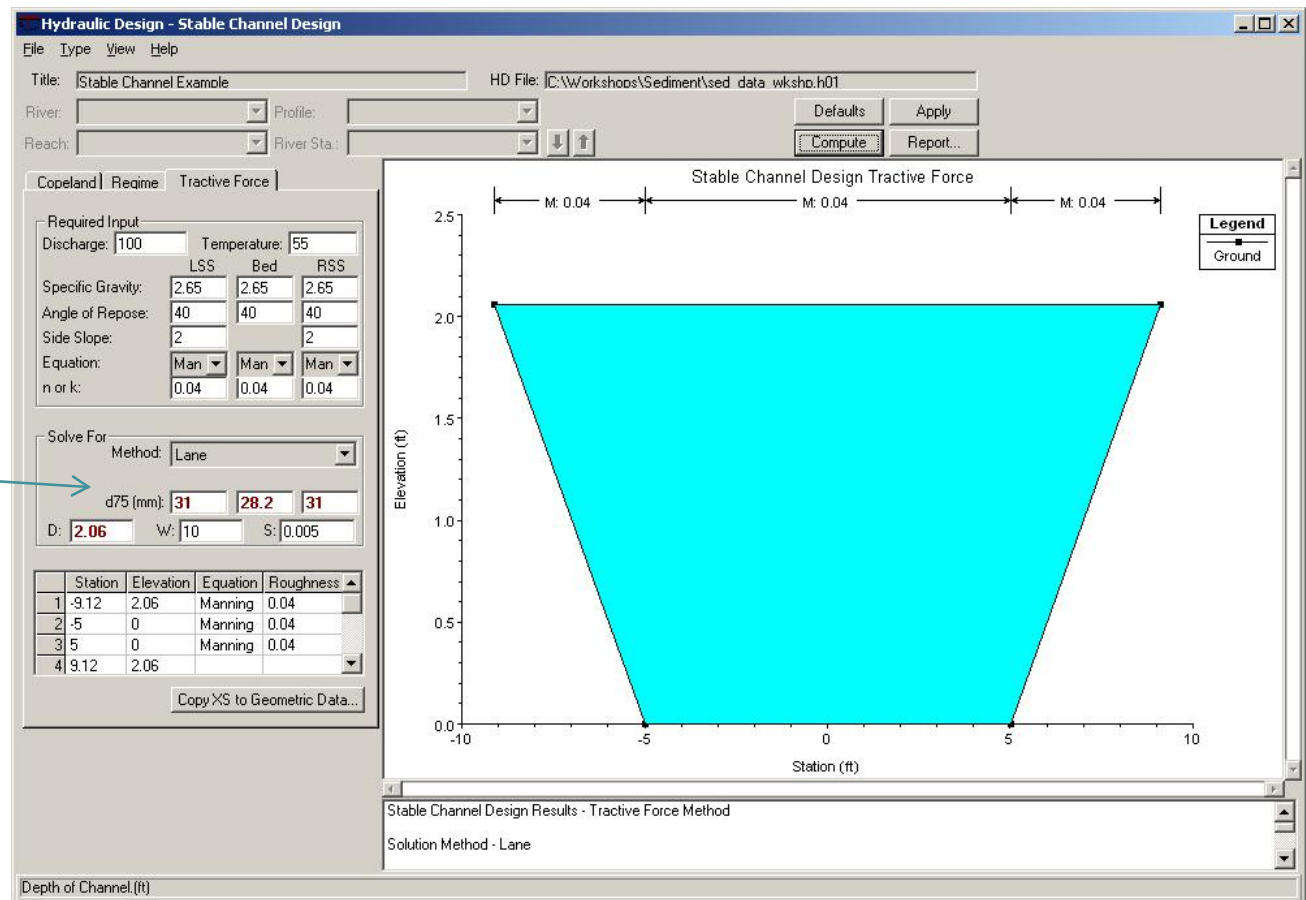 Hydraulic Design - Stable Channel Design
File Type View Help
Title: Stable Channel Example HD File: C:\Workshops\Sediment\sed_data_wkshp.h01
River: Profile: Defaults Apply
Reach: River Sta.: Compute Report...
Copeland Regime Tractive Force
Required Input
Discharge: 100 Temperature: 55
LSS Bed RSS
Specific Gravity: 2.65 2.65 2.65
Angle of Repose: 40 40 40
Side Slope: 2 2
Equation: Man Man Man
n or k: 0.04 0.04 0.04
Solve For
Method: Lane
d75 (mm): 31 28.2 31
D: 2.06 W: 10 S: 0.005
Station Elevation Equation Roughness
1 -9.12 2.06 Manning 0.04
2 -5 0 Manning 0.04
3 5 0 Manning 0.04
4 9.12 2.06
Copy XS to Geometric Data...
Stable Channel Design Tractive Force
M: 0.04 M: 0.04 M: 0.04
Legend
Ground
2.5
2.0
1.5
1.0
0.5
0.0
Elevation (ft)
-10 -5 0 5 10
Station (ft)
Stable Channel Design Results - Tractive Force Method
Solution Method - Lane
Depth of Channel.(ft)